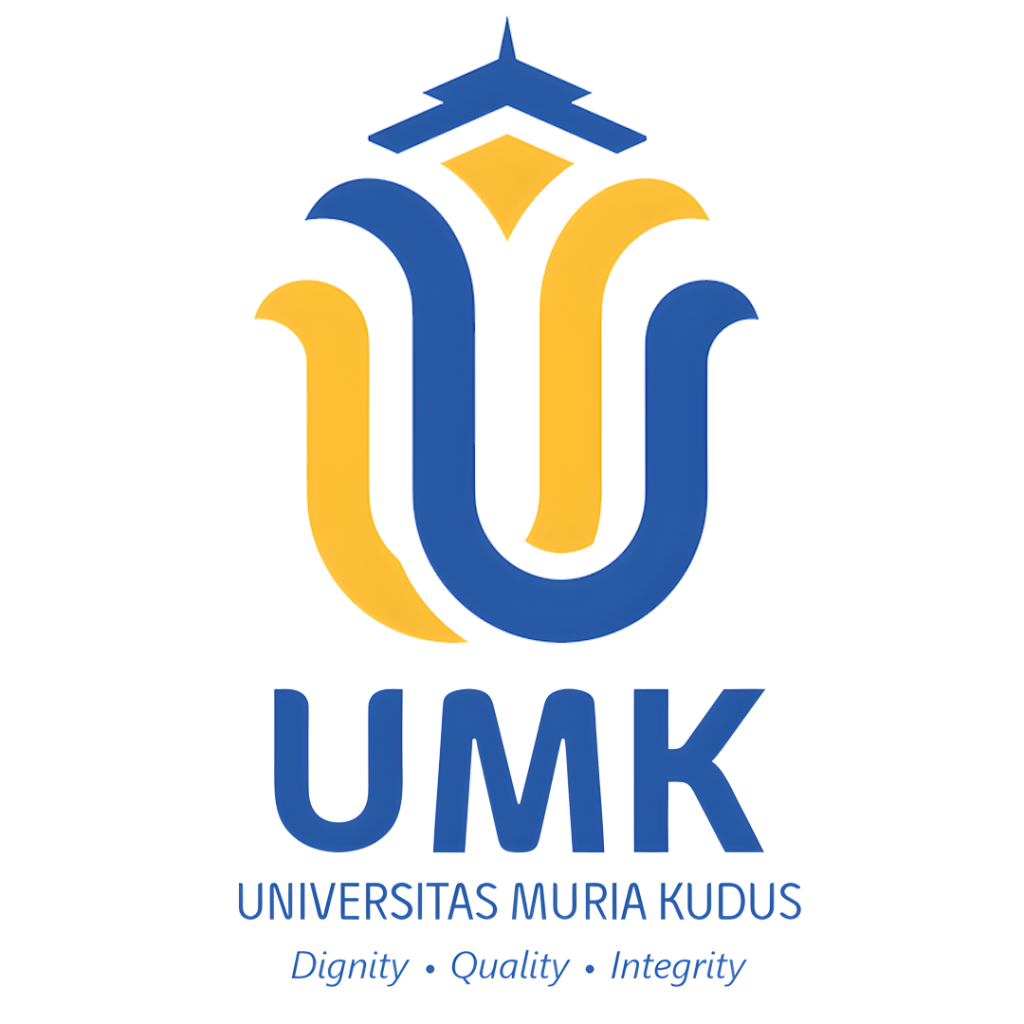 UMK
UNIVERSITAS MURIA KUDUS
Dignity • Quality • Integrity